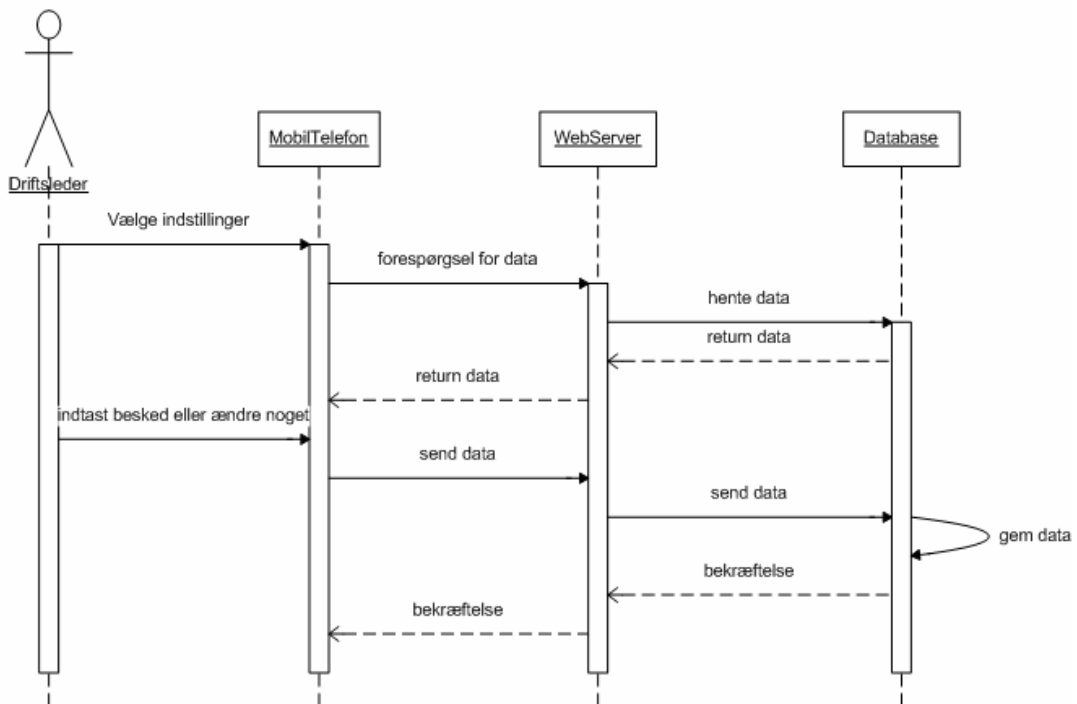 MobilTelefon
WebServer
Database
Driftsleder
Vælge indstillinger
forespørgsel for data
hente data
return data
return data
indtast besked eller ændre noget
send data
send data
gem data
bekræftelse
bekræftelse